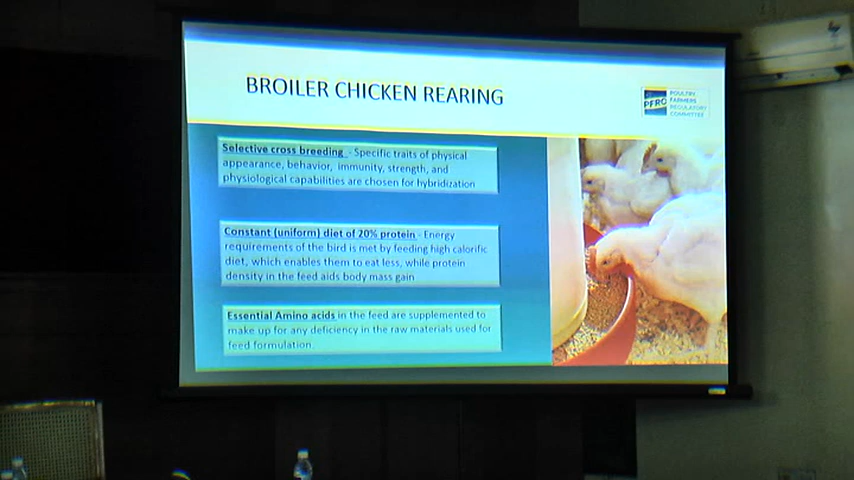 BROILER CHICKEN REARING
PFRC
POULTRY
FARMERS
REGULATORY
COMMITTEE
Selective cross breeding - Specific traits of physical
appearance, behavior, immunity, strength, and
physiological capabilities are chosen for hybridization
Constant (uniform) diet of 20% protein - Energy
requirements of the bird is met by feeding high calorific
diet, which enables them to eat less, while protein
density in the feed aids body mass gain
Essential Amino acids in the feed are supplemented to
make up for any deficiency in the raw materials used for
feed formulation.